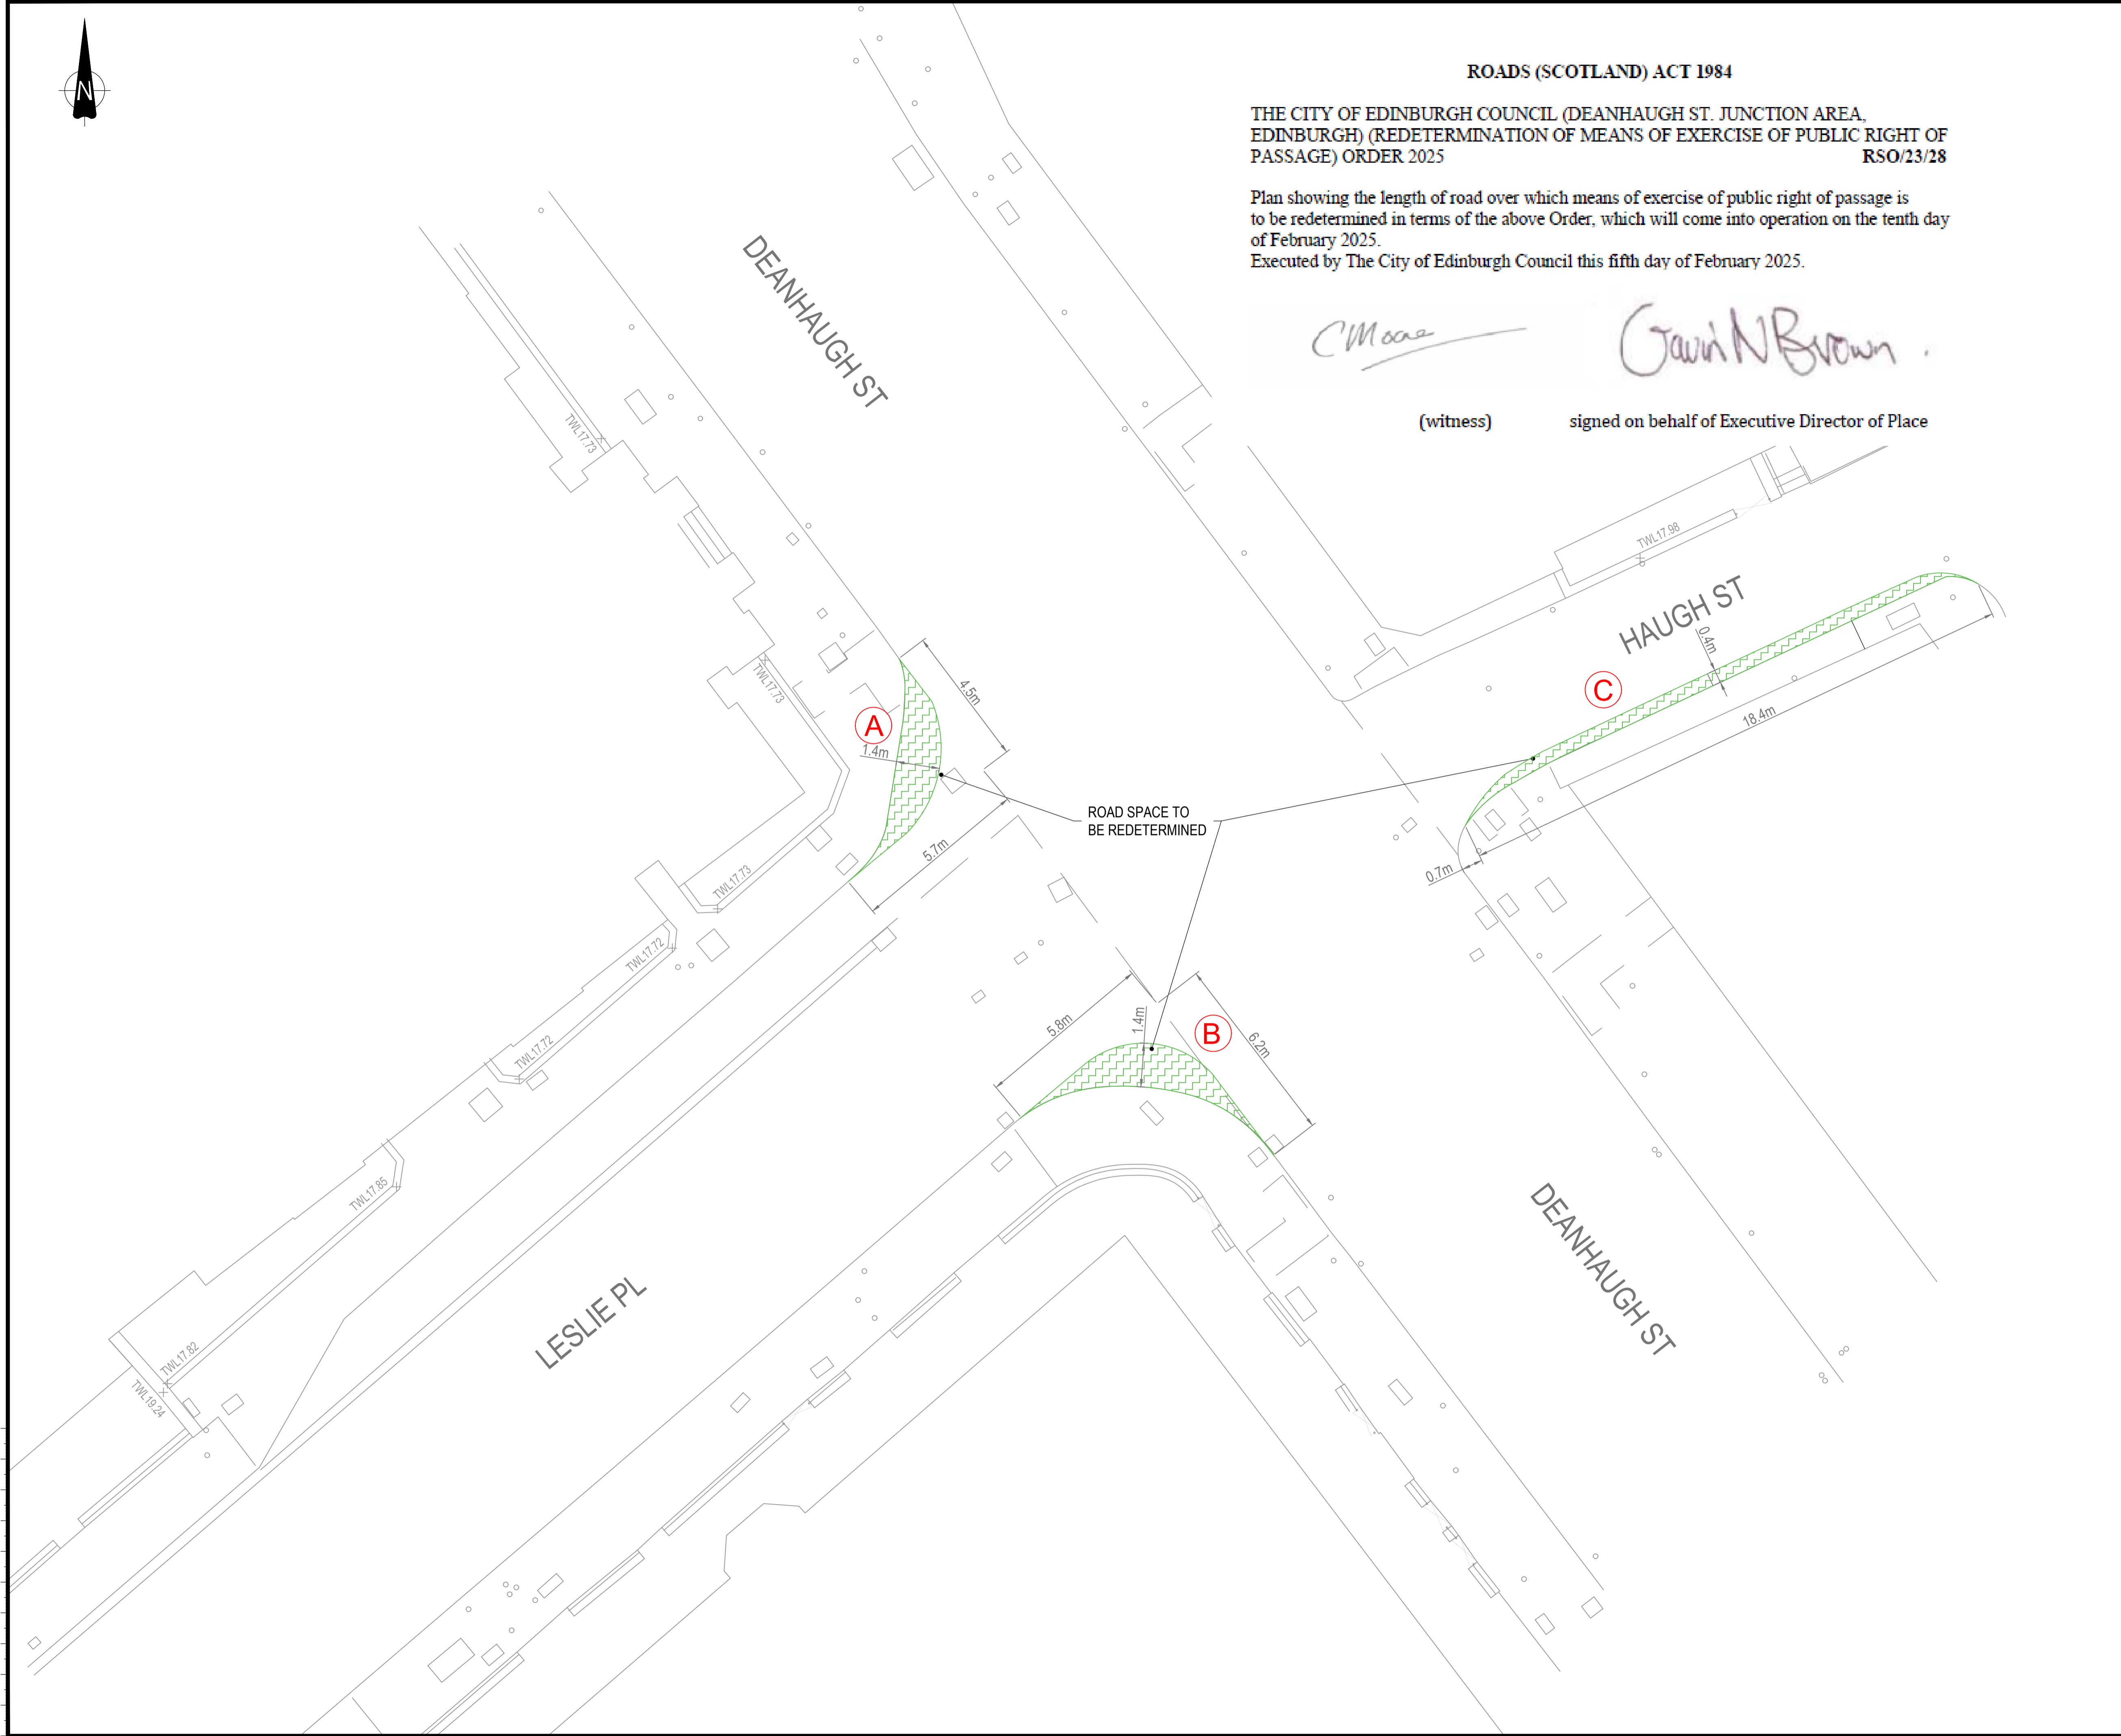 N
ROADS (SCOTLAND) ACT 1984
THE CITY OF EDINBURGH COUNCIL (DEANHAUGH ST. JUNCTION AREA,
EDINBURGH) (REDETERMINATION OF MEANS OF EXERCISE OF PUBLIC RIGHT OF
PASSAGE) ORDER 2025 RSO/23/28
Plan showing the length of road over which means of exercise of public right of passage is
to be redetermined in terms of the above Order, which will come into operation on the tenth day
of February 2025.
Executed by The City of Edinburgh Council this fifth day of February 2025.
C Moore
Gavin N Brown.
(witness) signed on behalf of Executive Director of Place
DEANHAUGH ST
TWL17.73
TWL17.98
HAUGH ST
0.4m
C
18.4m
TWL17.73
4.5m
A
1.4m
ROAD SPACE TO
BE REDETERMINED
5.7m
0.7m
TWL17.73
TWL17.72
5.8m
1.4m
B
6.2m
TWL17.72
TWL17.85
DEANHAUGH ST
LESLIE PL
TWL17.82
TWL19.24